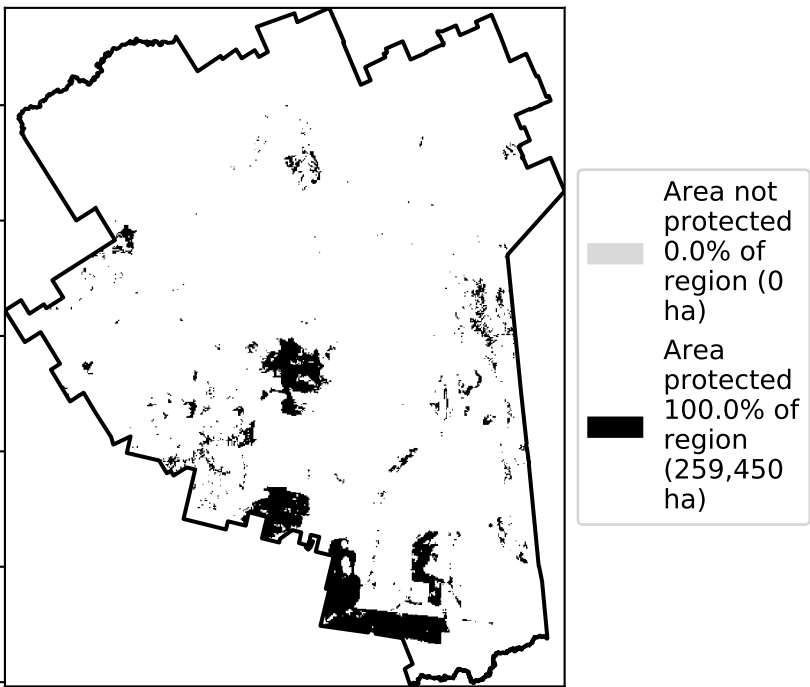 Area not
protected
0.0% of
region (0
ha)
Area
protected
100.0% of
region
(259,450
ha)